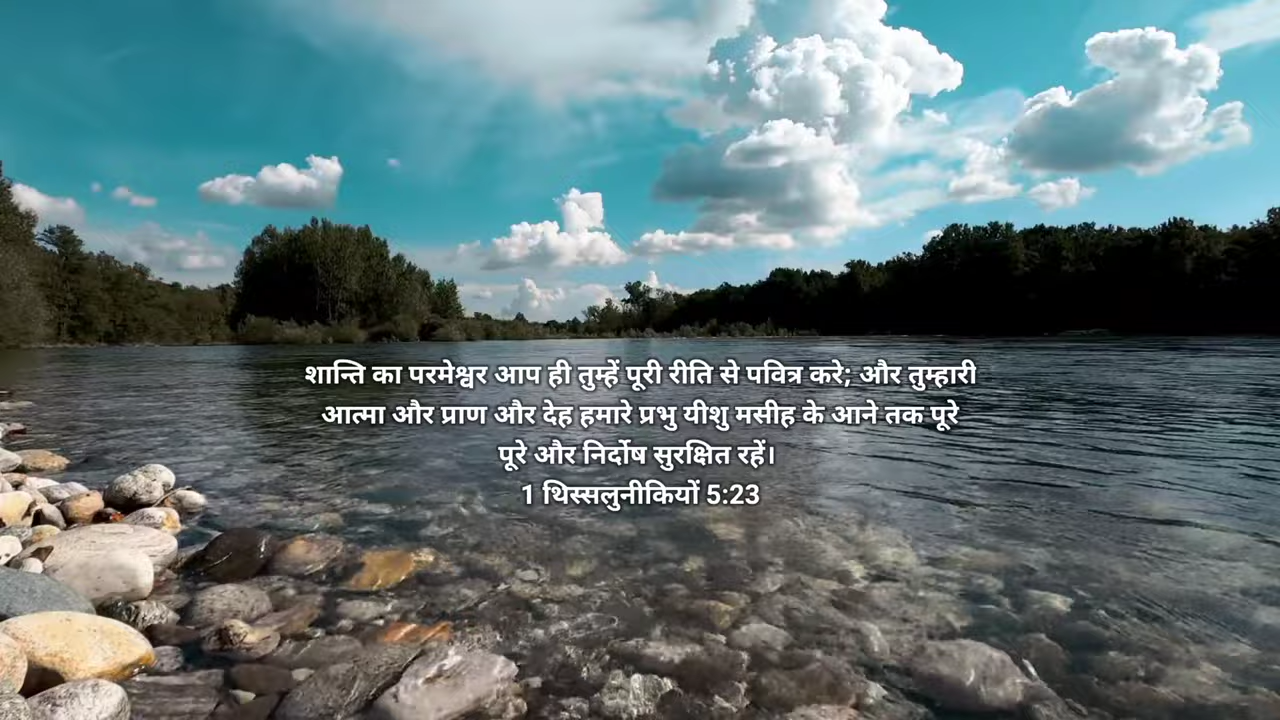 शान्ति का परमेश्वर आप ही तुम्हें पूरी रीति से पवित्र करे; और तुम्हारी
आत्मा और प्राण और देह हमारे प्रभु यीशु मसीह के आने तक पूरे
पूरे और निर्दोष सुरक्षित रहें।
1 थिस्सलुनीकियों 5:23